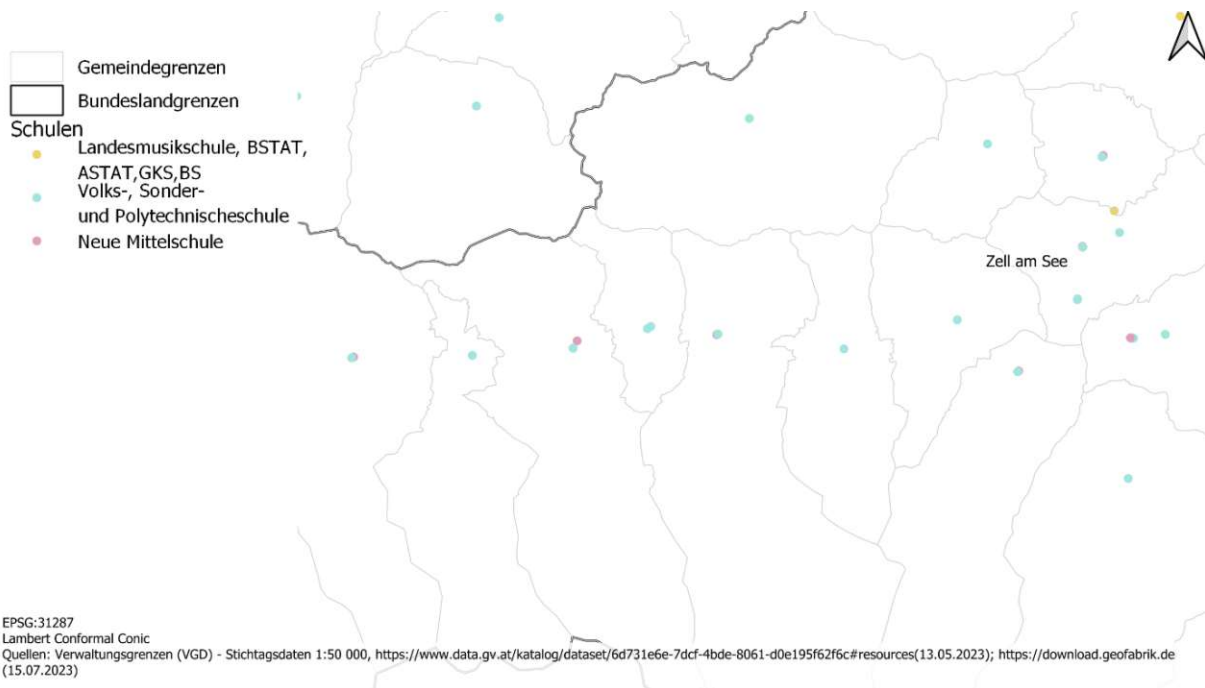 Gemeindegrenzen
Bundeslandgrenzen
Schulen
Landesmusikschule, BSTAT,
ASTAT,GKS,BS
Volks-, Sonder-
und Polytechnischeschule
Neue Mittelschule
Zell am See
EPSG:31287
Lambert Conformal Conic
Quellen: Verwaltungsgrenzen (VGD) - Stichtagsdaten 1:50 000, https://www.data.gv.at/katalog/dataset/6d731e6e-7dcf-4bde-8061-d0e195f62f6c#resources(13.05.2023); https://download.geofabrik.de
(15.07.2023)